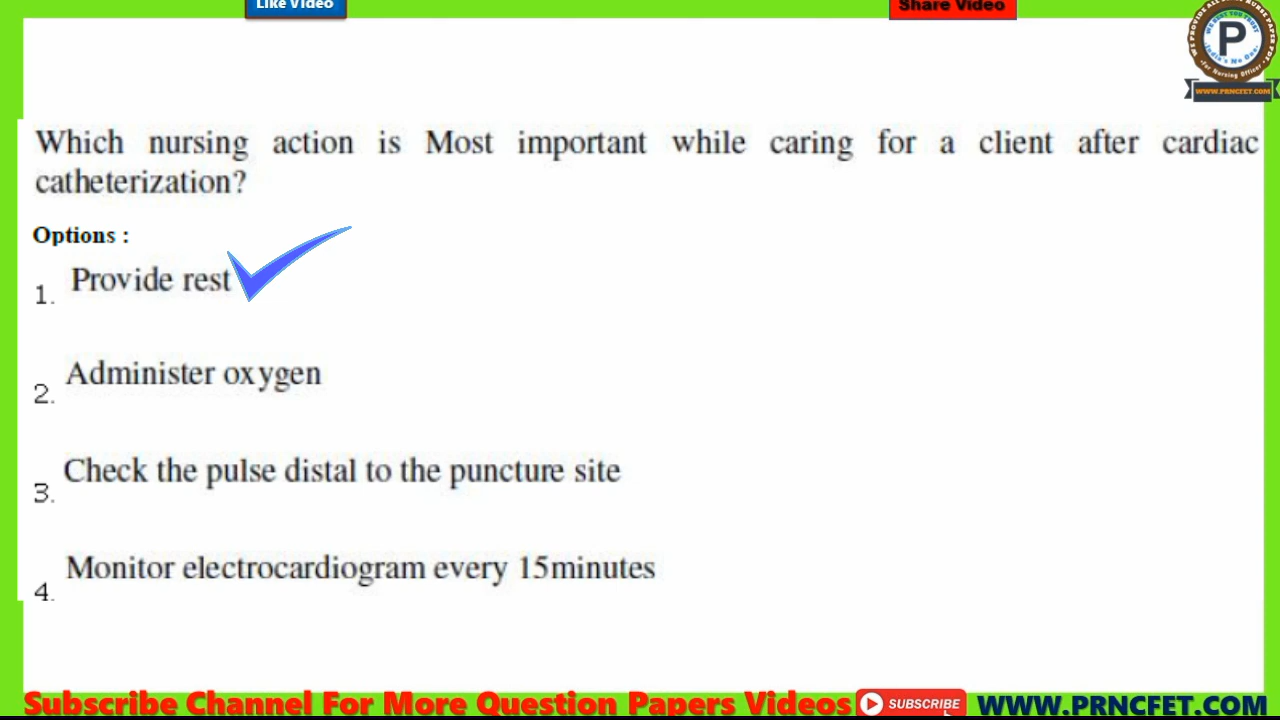 Like Video
Share Video
P
WWW.PRNCFET.COM
Which nursing action is Most important while caring for a client after cardiac
catheterization?
Options :
1. Provide rest
2. Administer oxygen
3. Check the pulse distal to the puncture site
4. Monitor electrocardiogram every 15minutes
Subscribe Channel For More Question Papers Videos SUBSCRIBE WWW.PRNCFET.COM